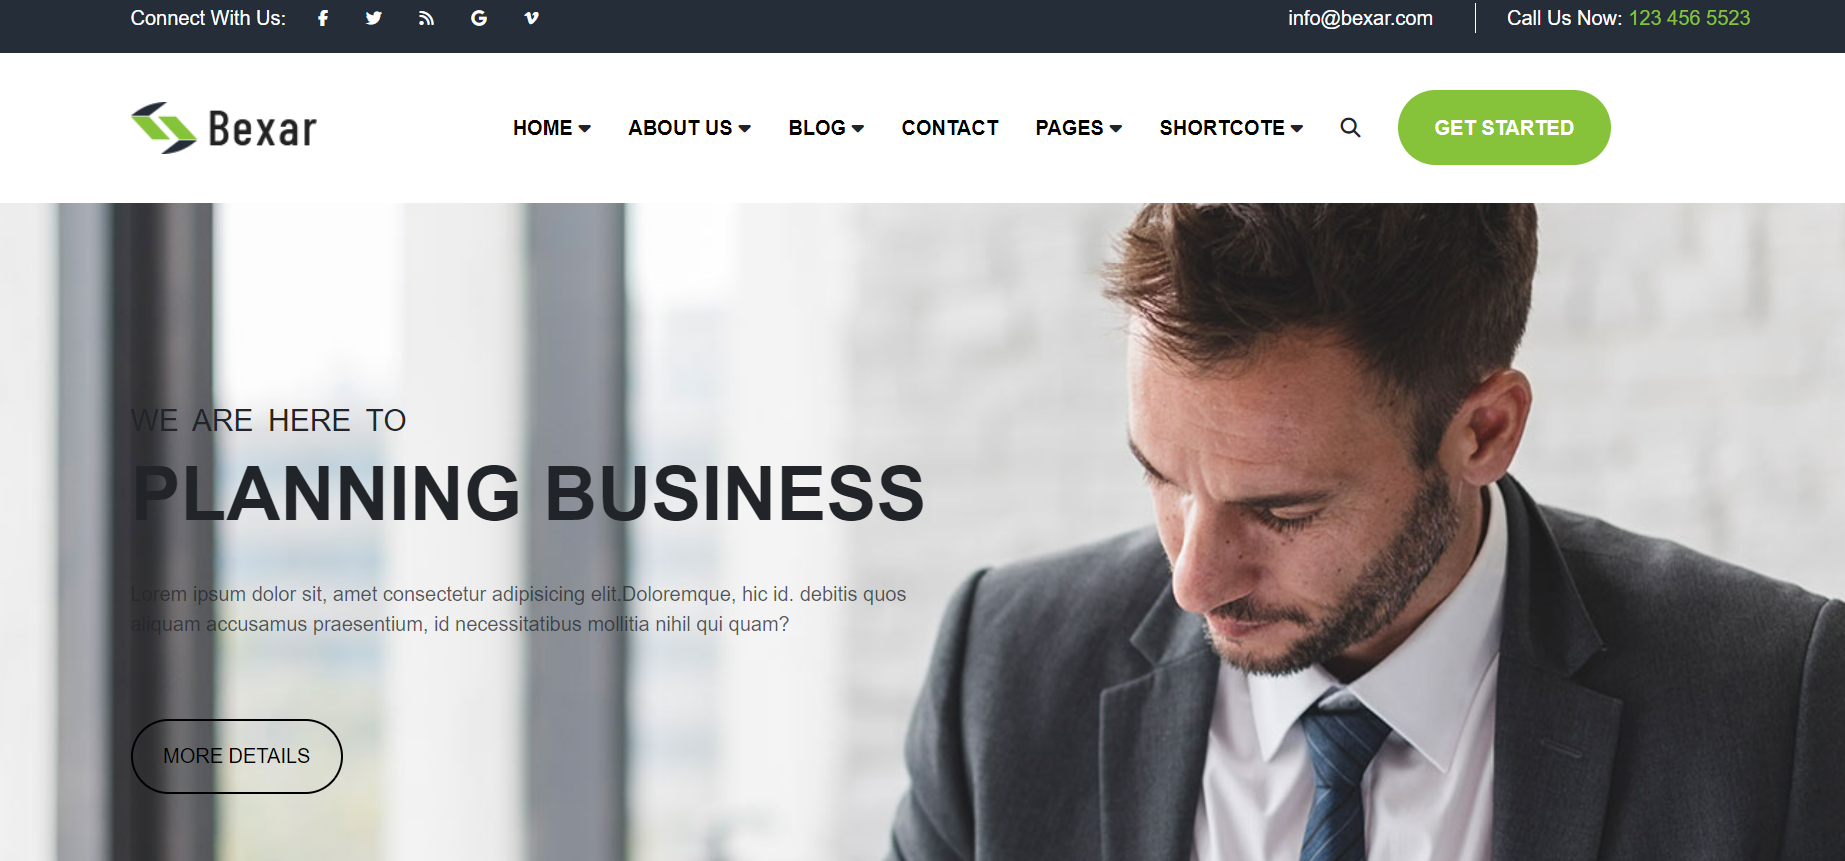 Connect With Us:
info@bexar.com
Call Us Now: 123 456 5523
Bexar
HOME
ABOUT US
BLOG
CONTACT
PAGES
SHORTCOTE
GET STARTED
WE ARE HERE TO
PLANNING BUSINESS
Lorem ipsum dolor sit, amet consectetur adipisicing elit.Doloremque, hic id. debitis quos
aliquam accusamus praesentium, id necessitatibus mollitia nihil qui quam?
MORE DETAILS